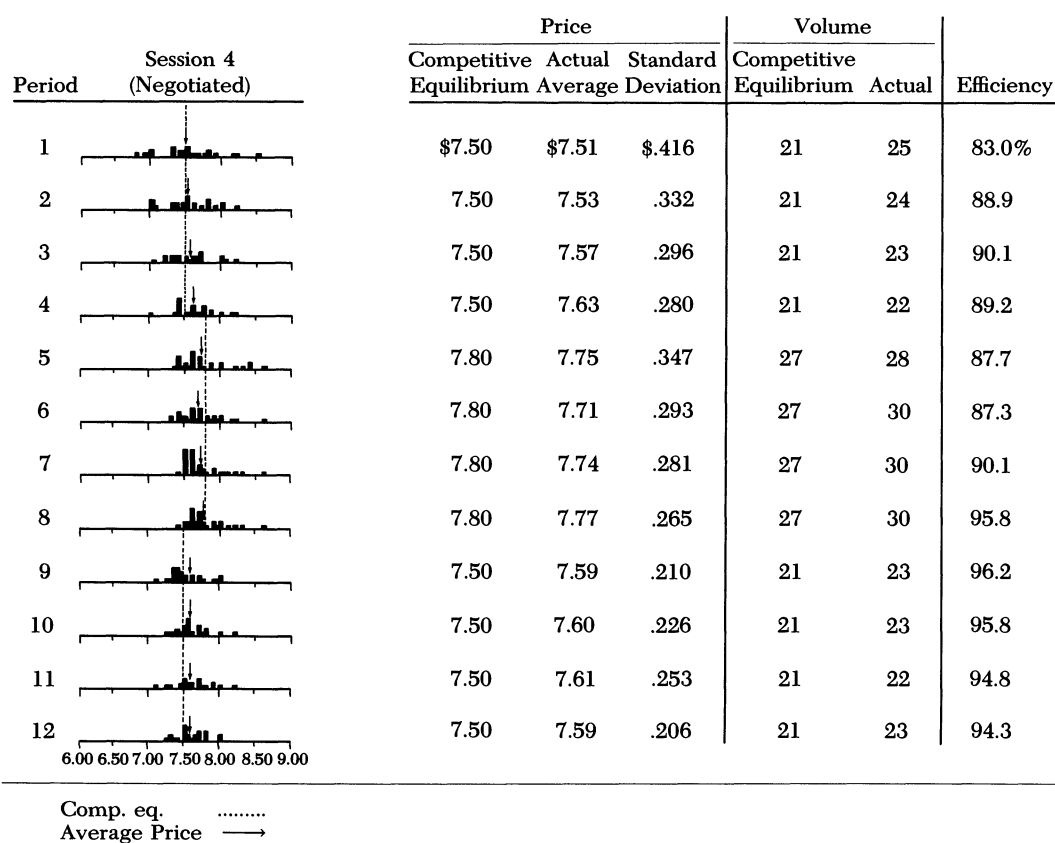 Price Volume
Session 4 Competitive Actual Standard Competitive
Period (Negotiated) Equilibrium Average Deviation Equilibrium Actual Efficiency
1 $7.50 $7.51 $.416 21 25 83.0%
2 7.50 7.53 .332 21 24 88.9
3 7.50 7.57 .296 21 23 90.1
4 7.50 7.63 .280 21 22 89.2
5 7.80 7.75 .347 27 28 87.7
6 7.80 7.71 .293 27 30 87.3
7 7.80 7.74 .281 27 30 90.1
8 7.80 7.77 .265 27 30 95.8
9 7.50 7.59 .210 21 23 96.2
10 7.50 7.60 .226 21 23 95.8
11 7.50 7.61 .253 21 22 94.8
12 7.50 7.59 .206 21 23 94.3
6.00 6.50 7.00 7.50 8.00 8.50 9.00
Comp. eq. .........
Average Price →